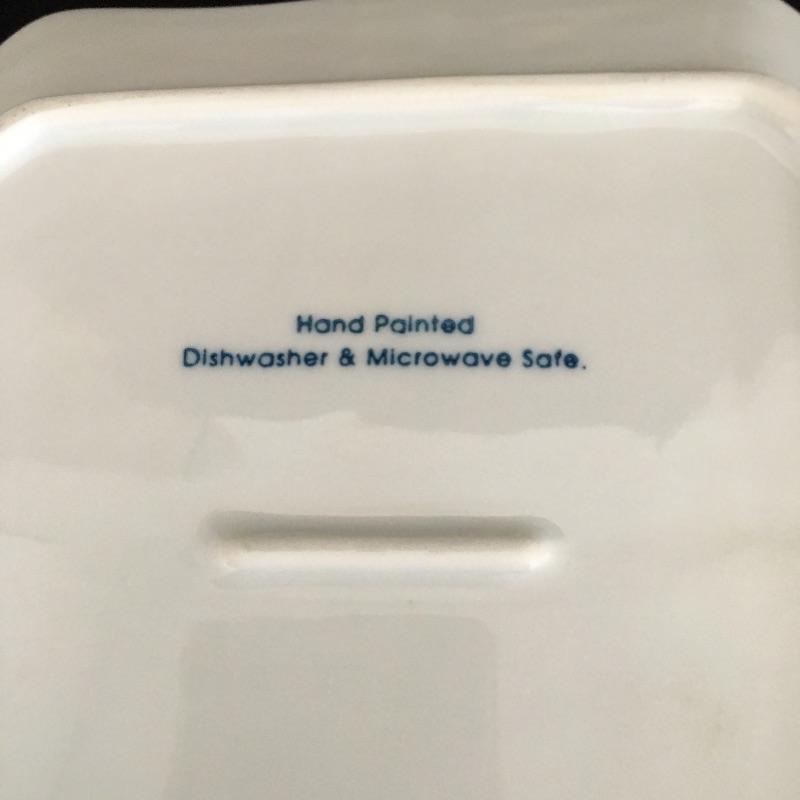 Hand Painted
Dishwasher & Microwave Safe.